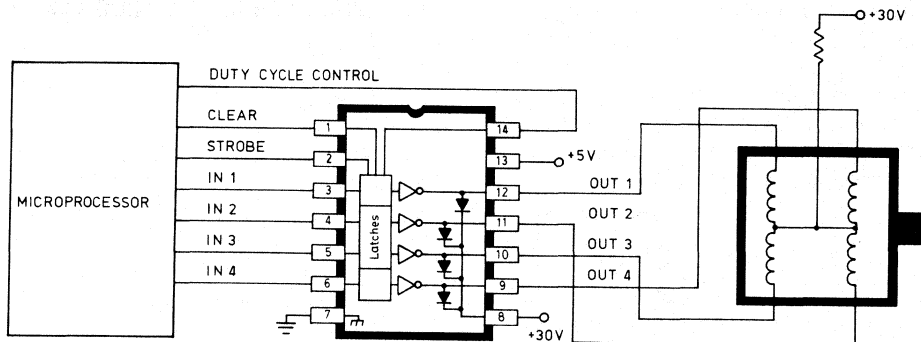 +30V
DUTY CYCLE CONTROL
CLEAR
1
14
STROBE
2
13
+5V
IN 1
3
12
OUT 1
MICROPROCESSOR
IN 2
4
11
OUT 2
Latches
IN 3
5
10
OUT 3
IN 4
6
9
OUT 4
7
8
+30V